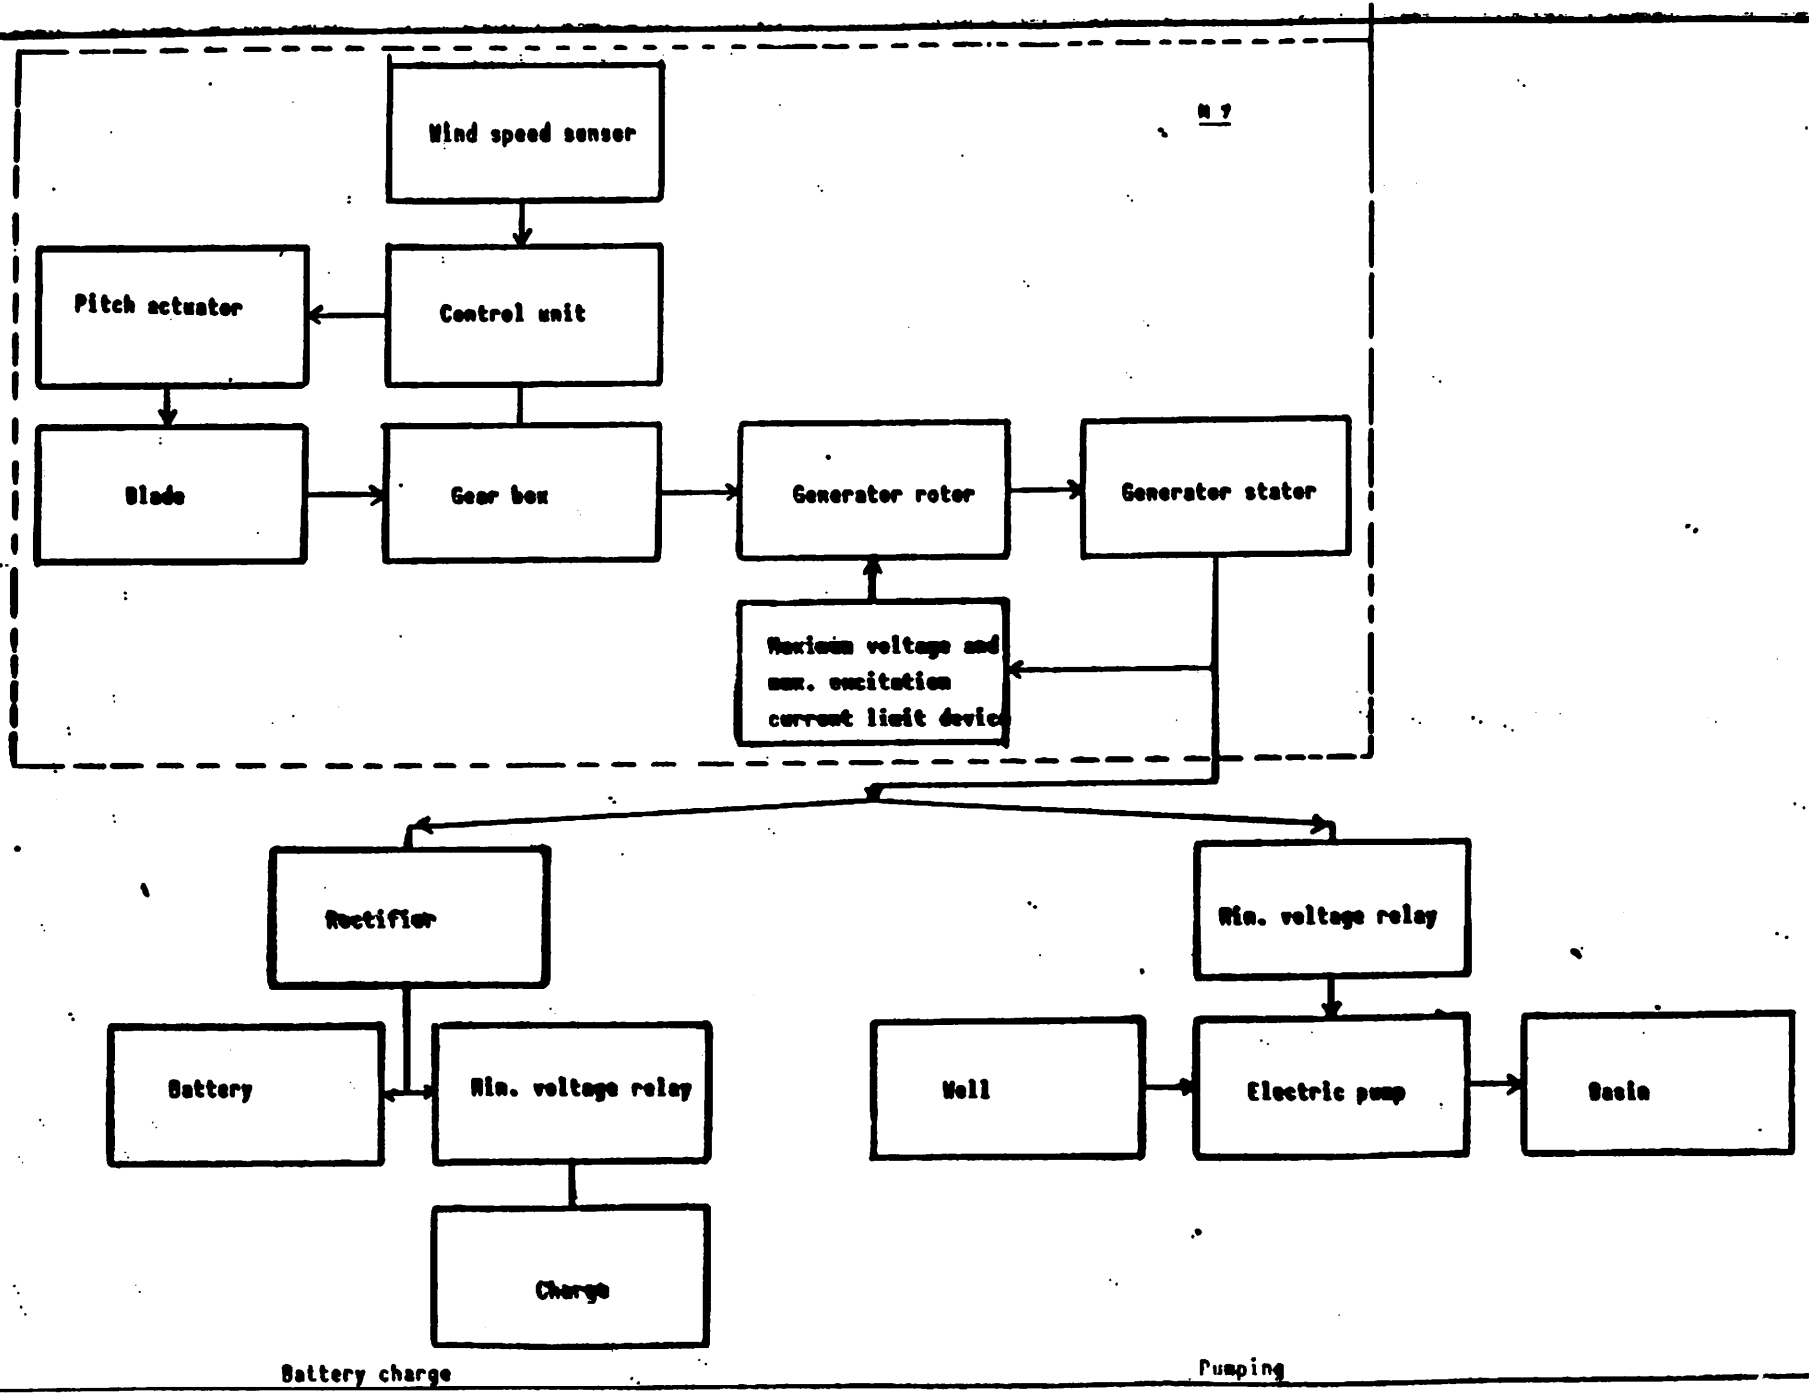 Wind speed sensor
Pitch actuator
Control unit
Blade
Gear box
Generator rotor
Generator stator
Maximum voltage and
max. excitation
current limit device
Rectifier
Min. voltage relay
Battery
Min. voltage relay
Well
Electric pump
Basin
Charge
Battery charge
Pumping